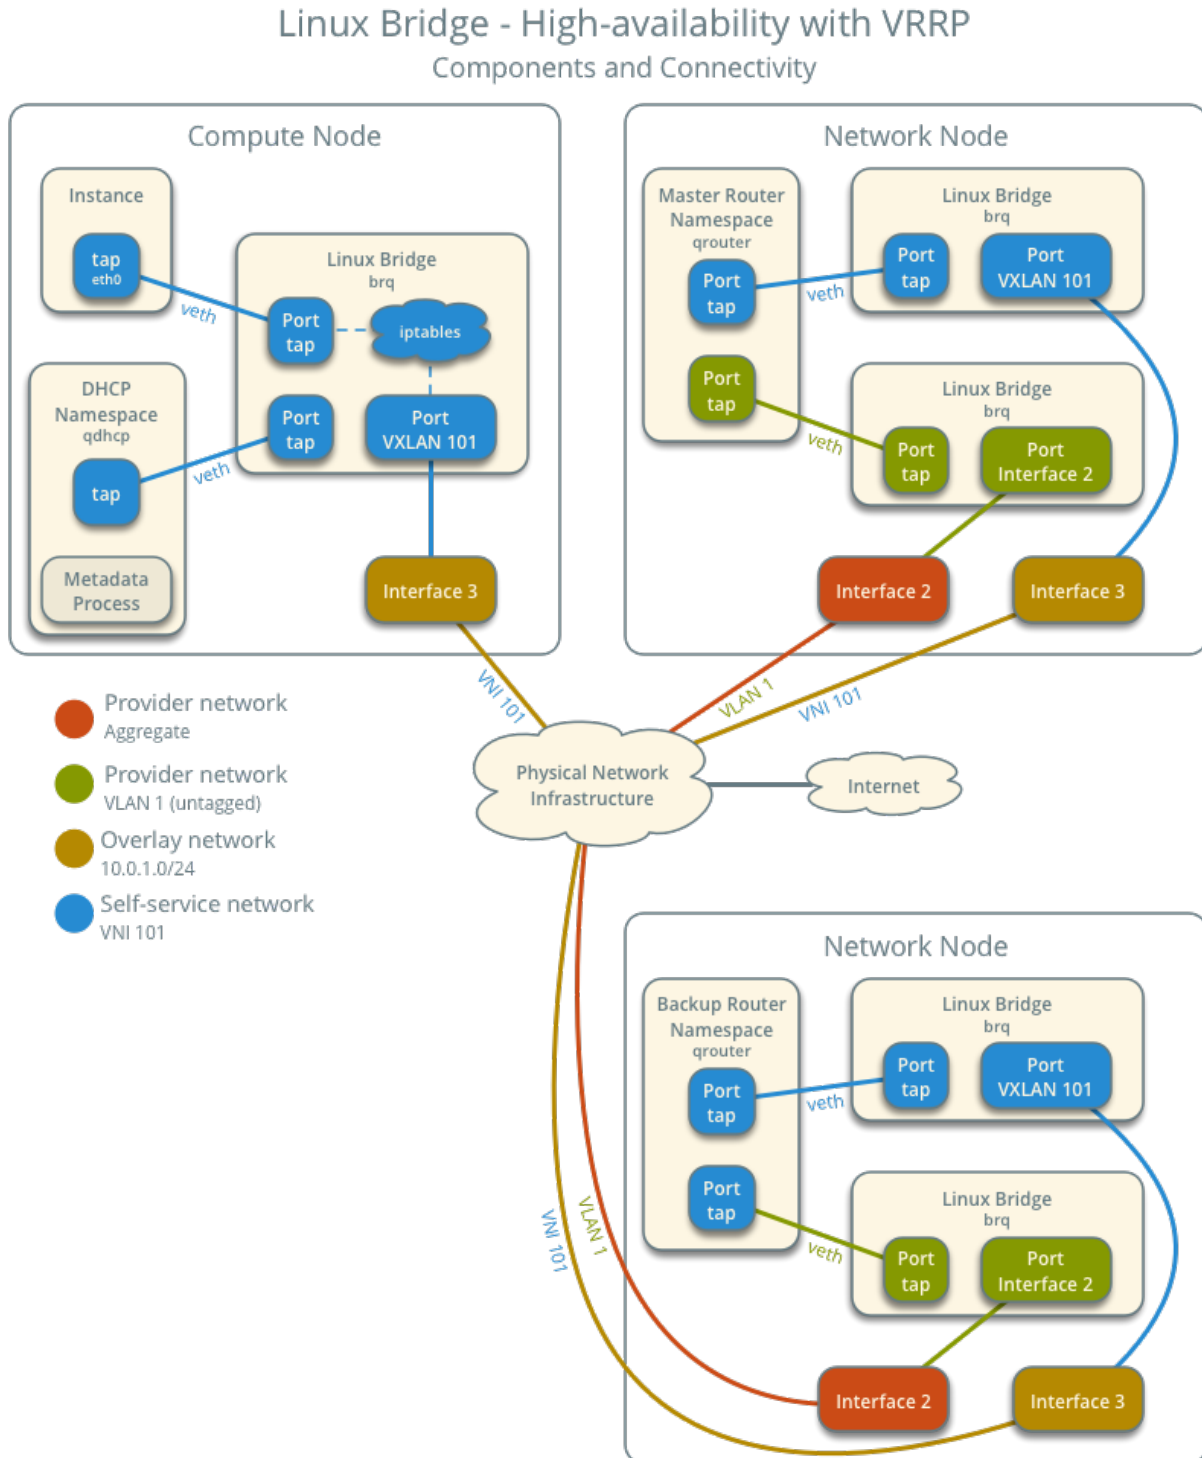 Linux Bridge - High-availability with VRRP
Components and Connectivity
Compute Node
Instance
tap
eth0
veth
Linux Bridge
brq
Port
tap
iptables
DHCP
Namespace
qdhcp
tap
veth
Port
tap
Port
VXLAN 101
Metadata
Process
Interface 3
VNI 101
Network Node
Master Router
Namespace
qrouter
Port
tap
veth
Linux Bridge
brq
Port
tap
Port
VXLAN 101
Port
tap
veth
Linux Bridge
brq
Port
tap
Port
Interface 2
Interface 2
Interface 3
VLAN 1
VNI 101
Provider network
Aggregate
Provider network
VLAN 1 (untagged)
Overlay network
10.0.1.0/24
Self-service network
VNI 101
Physical Network
Infrastructure
Internet
VNI 101
VLAN 1
Network Node
Backup Router
Namespace
qrouter
Port
tap
veth
Linux Bridge
brq
Port
tap
Port
VXLAN 101
Port
tap
veth
Linux Bridge
brq
Port
tap
Port
Interface 2
Interface 2
Interface 3